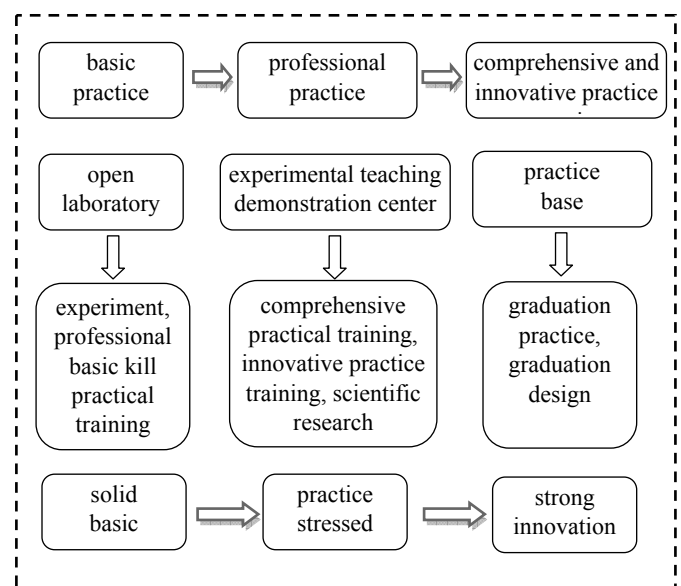 basic
practice
professional
practice
comprehensive and
innovative practice
open
laboratory
experimental teaching
demonstration center
practice
base
experiment,
professional
basic kill
practical
training
comprehensive
practical training,
innovative practice
training, scientific
research
graduation
practice,
graduation
design
solid
basic
practice
stressed
strong
innovation